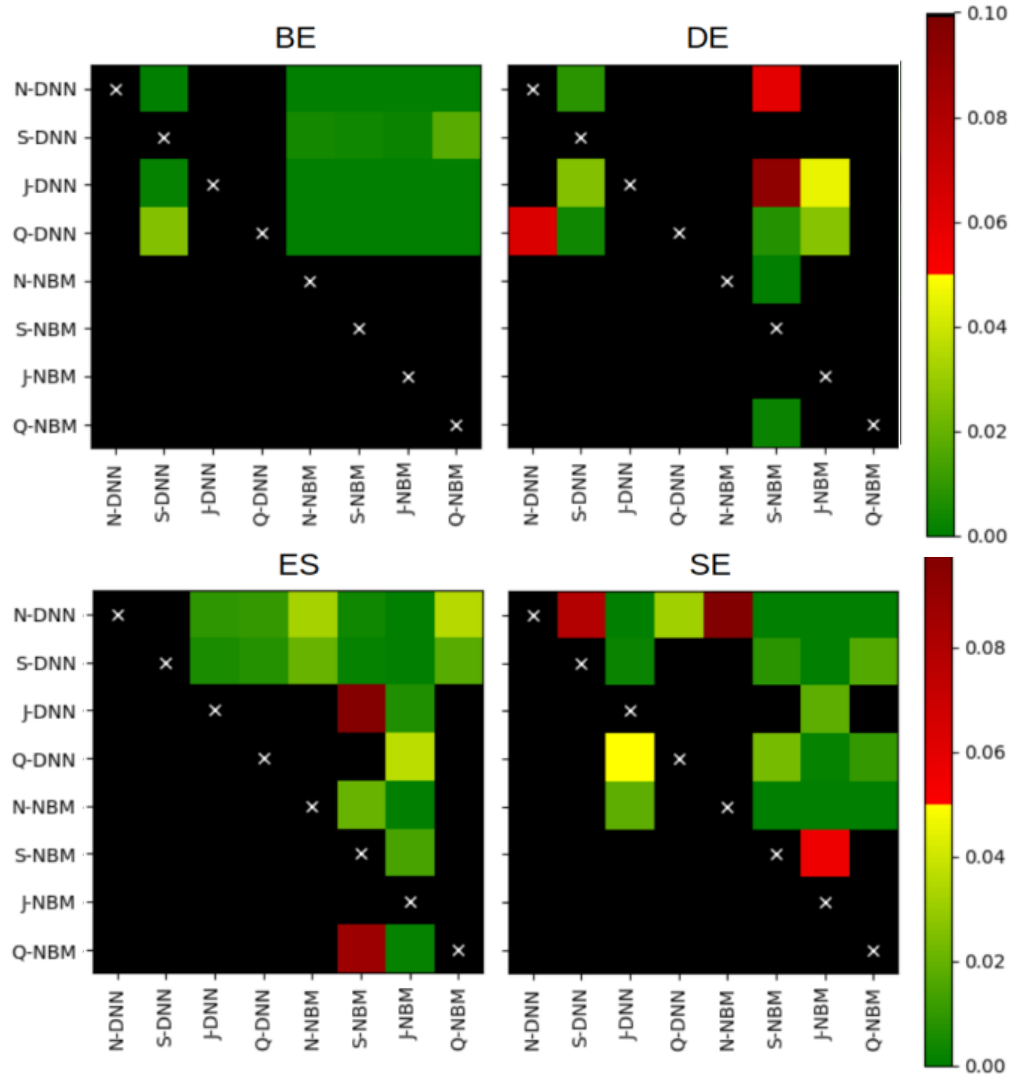 BE
DE
N-DNN
S-DNN
J-DNN
Q-DNN
N-NBM
S-NBM
J-NBM
Q-NBM
N-DNN
S-DNN
J-DNN
Q-DNN
N-NBM
S-NBM
J-NBM
Q-NBM
N-DNN
S-DNN
J-DNN
Q-DNN
N-NBM
S-NBM
J-NBM
Q-NBM
0.10
0.08
0.06
0.04
0.02
0.00
ES
SE
N-DNN
S-DNN
J-DNN
Q-DNN
N-NBM
S-NBM
J-NBM
Q-NBM
N-DNN
S-DNN
J-DNN
Q-DNN
N-NBM
S-NBM
J-NBM
Q-NBM
N-DNN
S-DNN
J-DNN
Q-DNN
N-NBM
S-NBM
J-NBM
Q-NBM
0.08
0.06
0.04
0.02
0.00